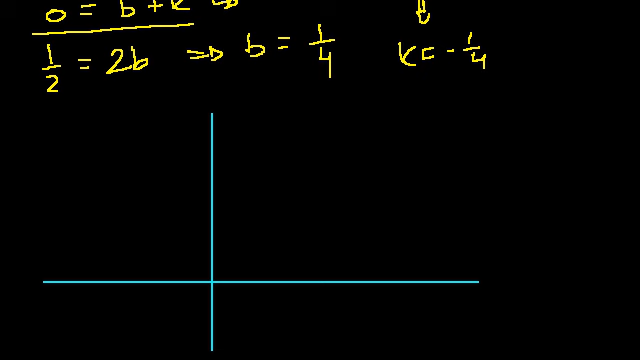 0 = b + k ⇒
1/2 = 2b ⇒ b = 1/4 k = - 1/4